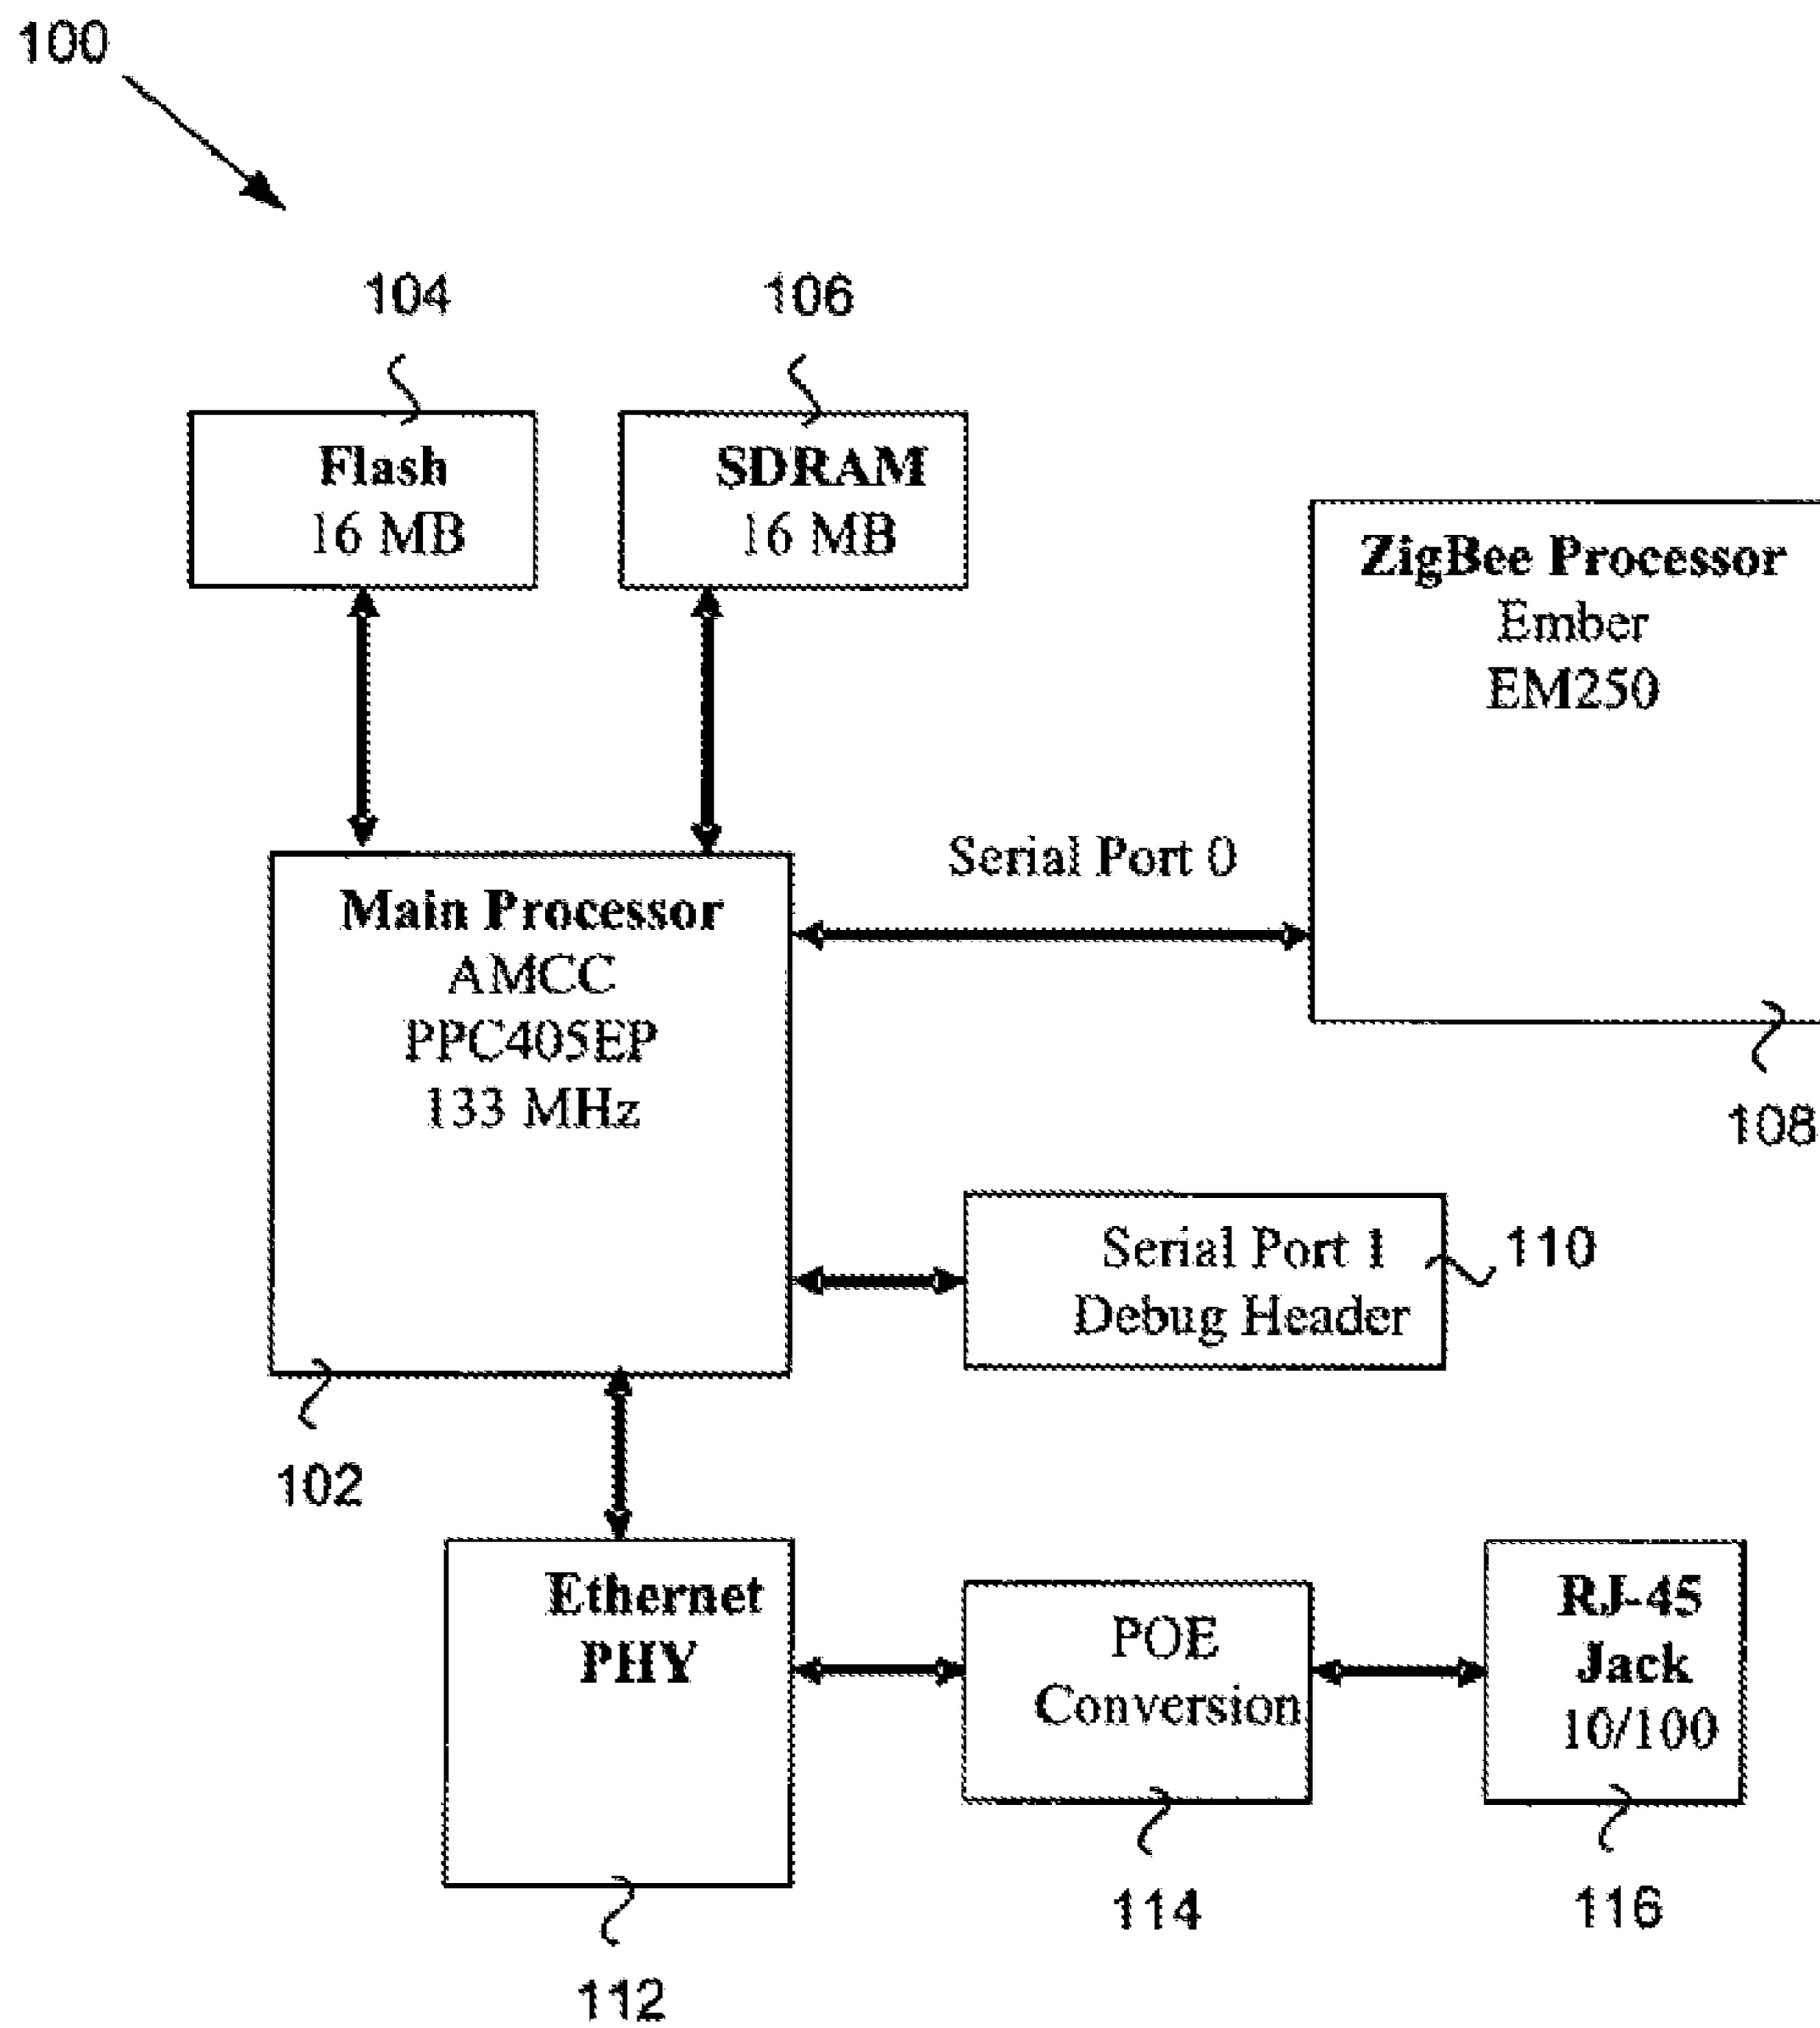 100
104
106
Flash
16 MB
SDRAM
16 MB
ZigBee Processor
Ember
EM250
108
Serial Port 0
Main Processor
AMCC
PPC405EP
133 MHz
102
Serial Port 1
Debug Header
110
Ethernet
PHY
112
POE
Conversion
114
RJ-45
Jack
10/100
116